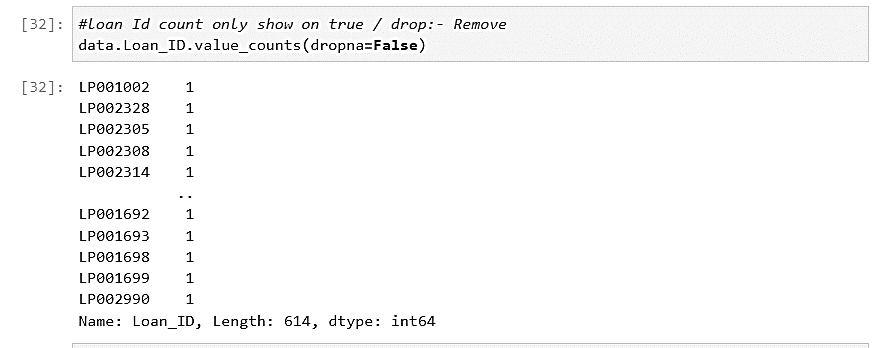 [32]: #loan Id count only show on true / drop:- Remove
data.Loan_ID.value_counts(dropna=False)
[32]: LP001002 1
LP002328 1
LP002305 1
LP002308 1
LP002314 1
..
LP001692 1
LP001693 1
LP001698 1
LP001699 1
LP002990 1
Name: Loan_ID, Length: 614, dtype: int64